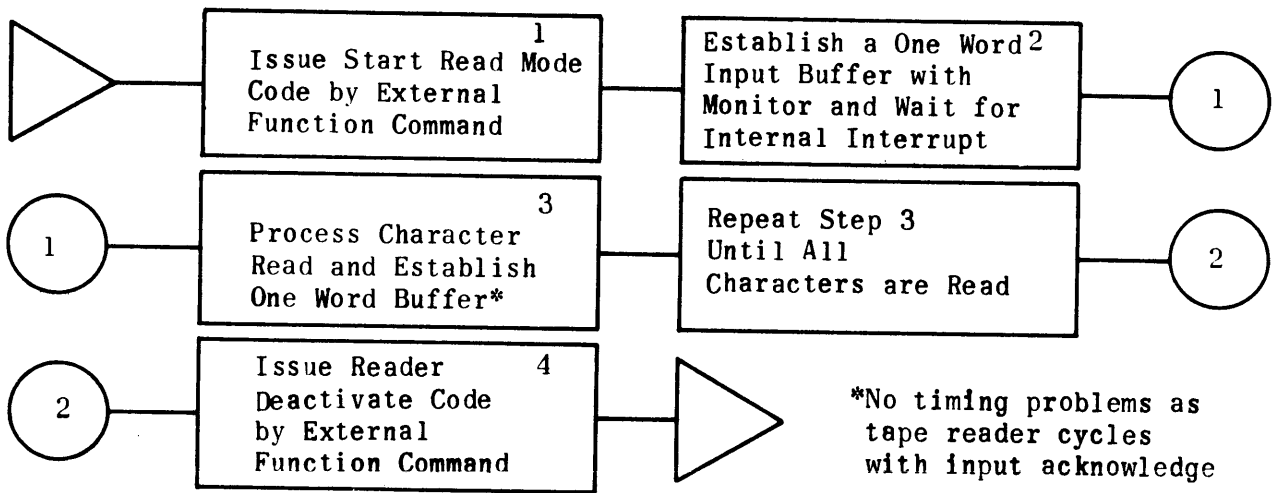 1
Issue Start Read Mode
Code by External
Function Command
Establish a One Word 2
Input Buffer with
Monitor and Wait for
Internal Interrupt
1
1
3
Process Character
Read and Establish
One Word Buffer*
Repeat Step 3
Until All
Characters are Read
2
2
Issue Reader 4
Deactivate Code
by External
Function Command
*No timing problems as
tape reader cycles
with input acknowledge